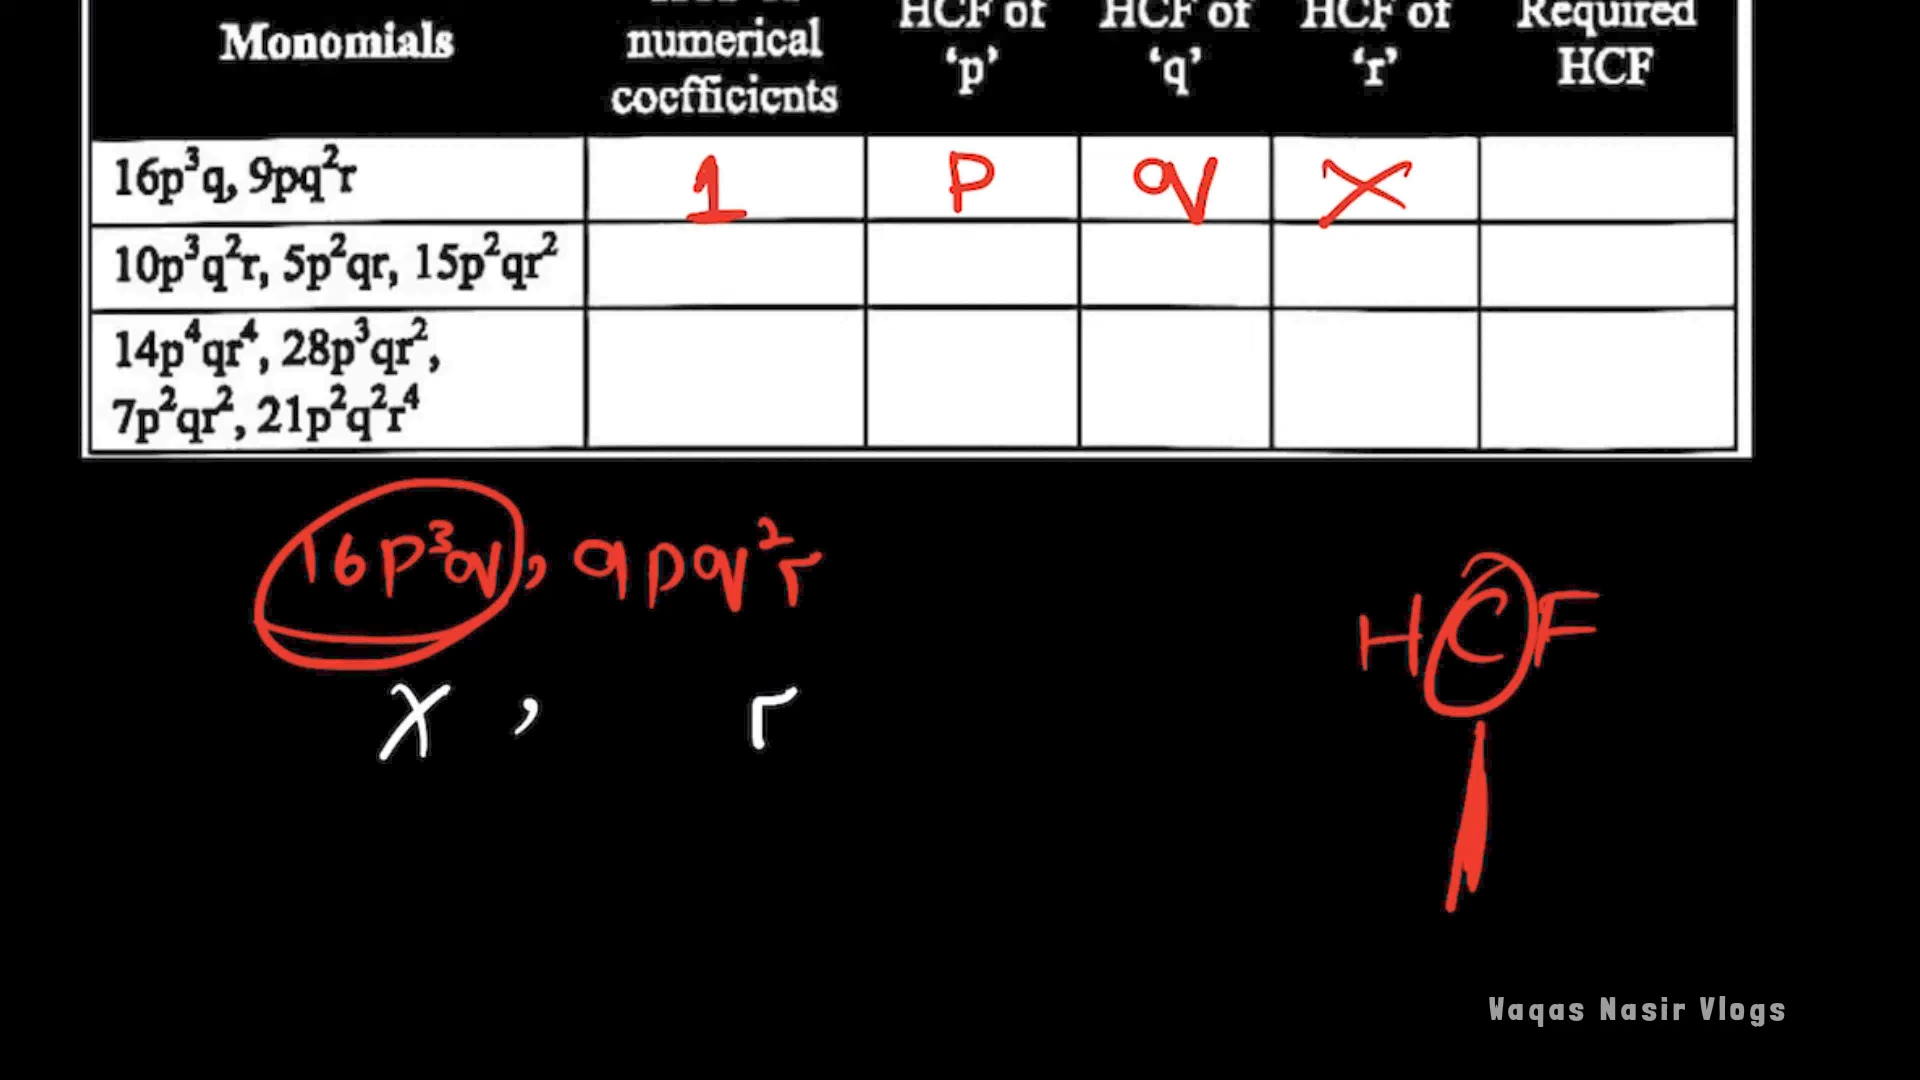 HCF of HCF of HCF of Required
Monomials numerical 'p' 'q' 'r' HCF
coefficients
16p³q, 9pq²r 1 p q ×
10p³q²r, 5p²qr, 15p²qr²
14p⁴qr⁴, 28p³qr²,
7p²qr², 21p²q²r⁴
16p³q, 9pq²r
HCF
× , r
Waqas Nasir Vlogs